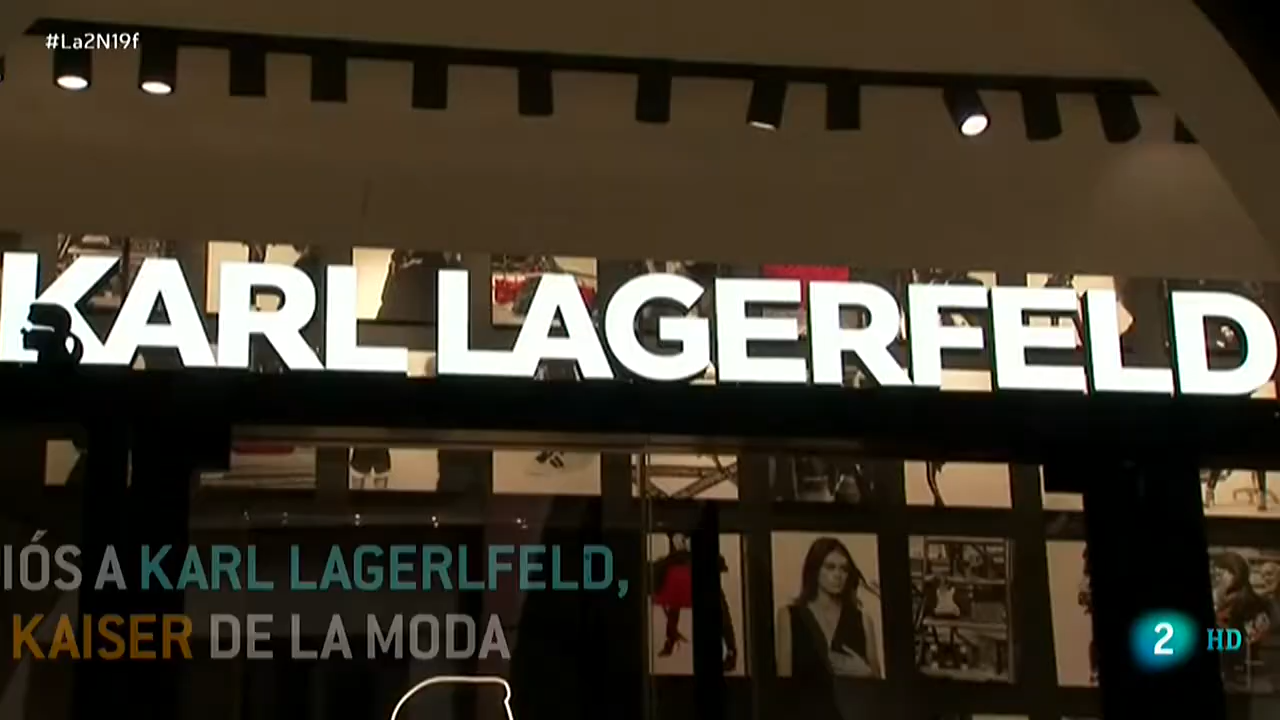 #La2N19f
KARL LAGERFELD
IÓS A KARL LAGERLFELD,
KAISER DE LA MODA
2 HD